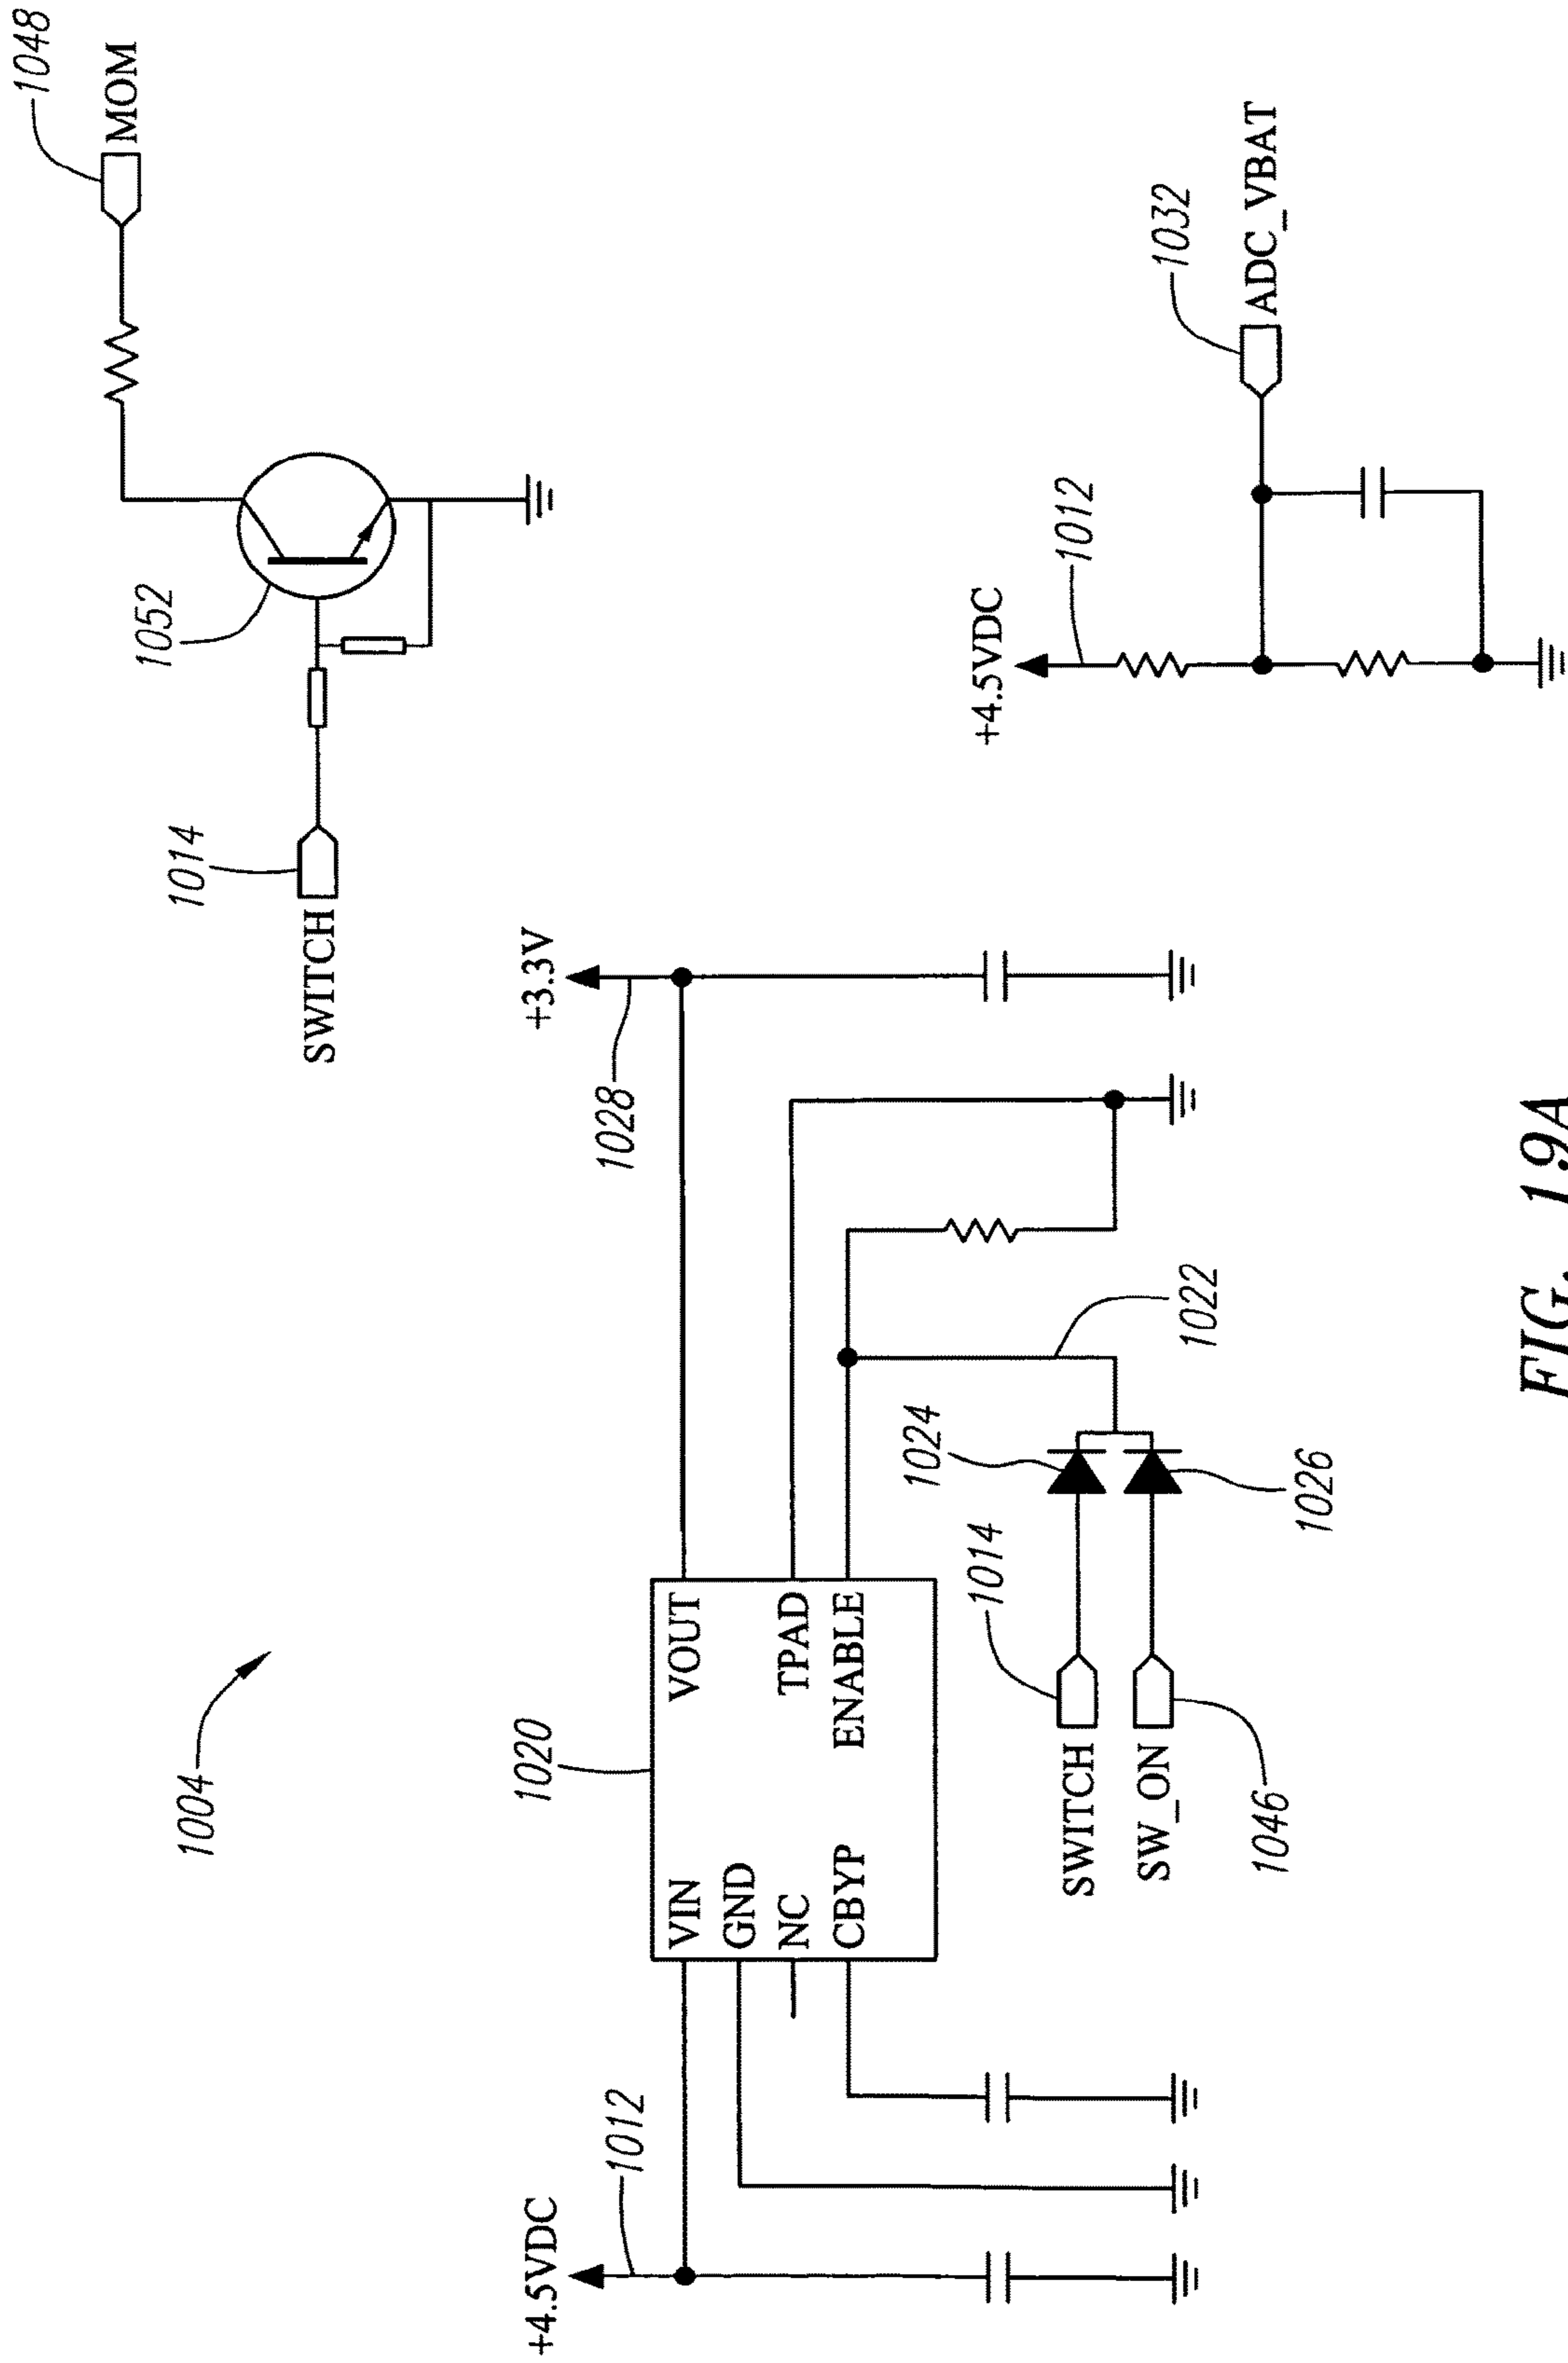 1004
1048
MOM
1052
1014
SWITCH
+4.5VDC
1012
1020
VIN
GND
NC
CBYP
VOUT
TPAD
ENABLE
+3.3V
1028
1014
SWITCH
SW_ON
1046
1024
1026
1022
+4.5VDC
1012
1032
ADC_VBAT
FIG. 19A